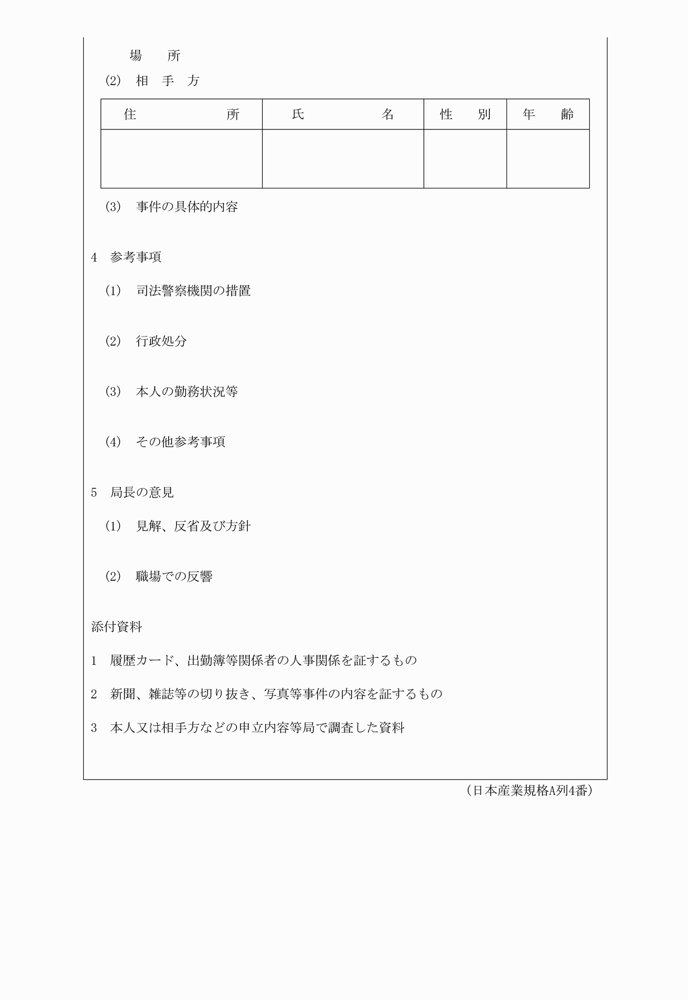 場　　所
(2)　相　手　方
住　　　　　　　所　氏　　　　　　名　性　　別　年　　齢
(3)　事件の具体的内容
4　参考事項
(1)　司法警察機関の措置
(2)　行政処分
(3)　本人の勤務状況等
(4)　その他参考事項
5　局長の意見
(1)　見解、反省及び方針
(2)　職場での反響
添付資料
1　履歴カード、出勤簿等関係者の人事関係を証するもの
2　新聞、雑誌等の切り抜き、写真等事件の内容を証するもの
3　本人又は相手方などの申立内容等局で調査した資料
(日本産業規格A列4番)